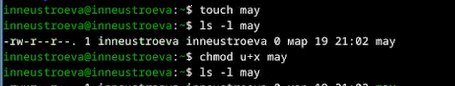 inneustroeva@inneustroeva:~$ touch may
inneustroeva@inneustroeva:~$ ls -l may
-rw-r--r--. 1 inneustroeva inneustroeva 0 мар 19 21:02 may
inneustroeva@inneustroeva:~$ chmod u+x may
inneustroeva@inneustroeva:~$ ls -l may